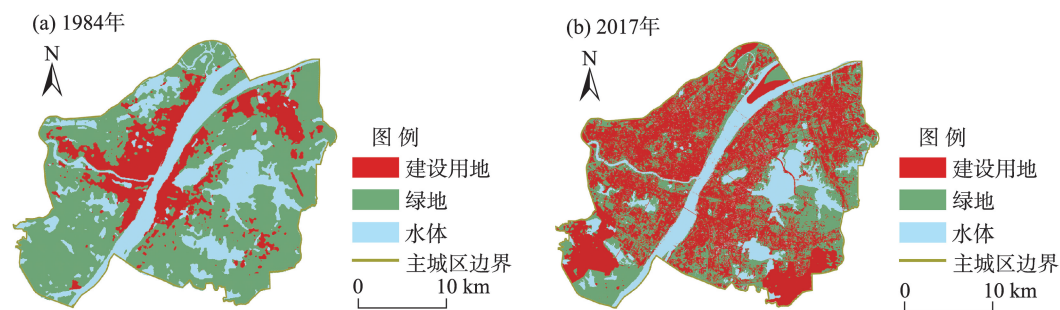 (a) 1984年
N
图 例
建设用地
绿地
水体
主城区边界
0 10 km
(b) 2017年
N
图 例
建设用地
绿地
水体
主城区边界
0 10 km